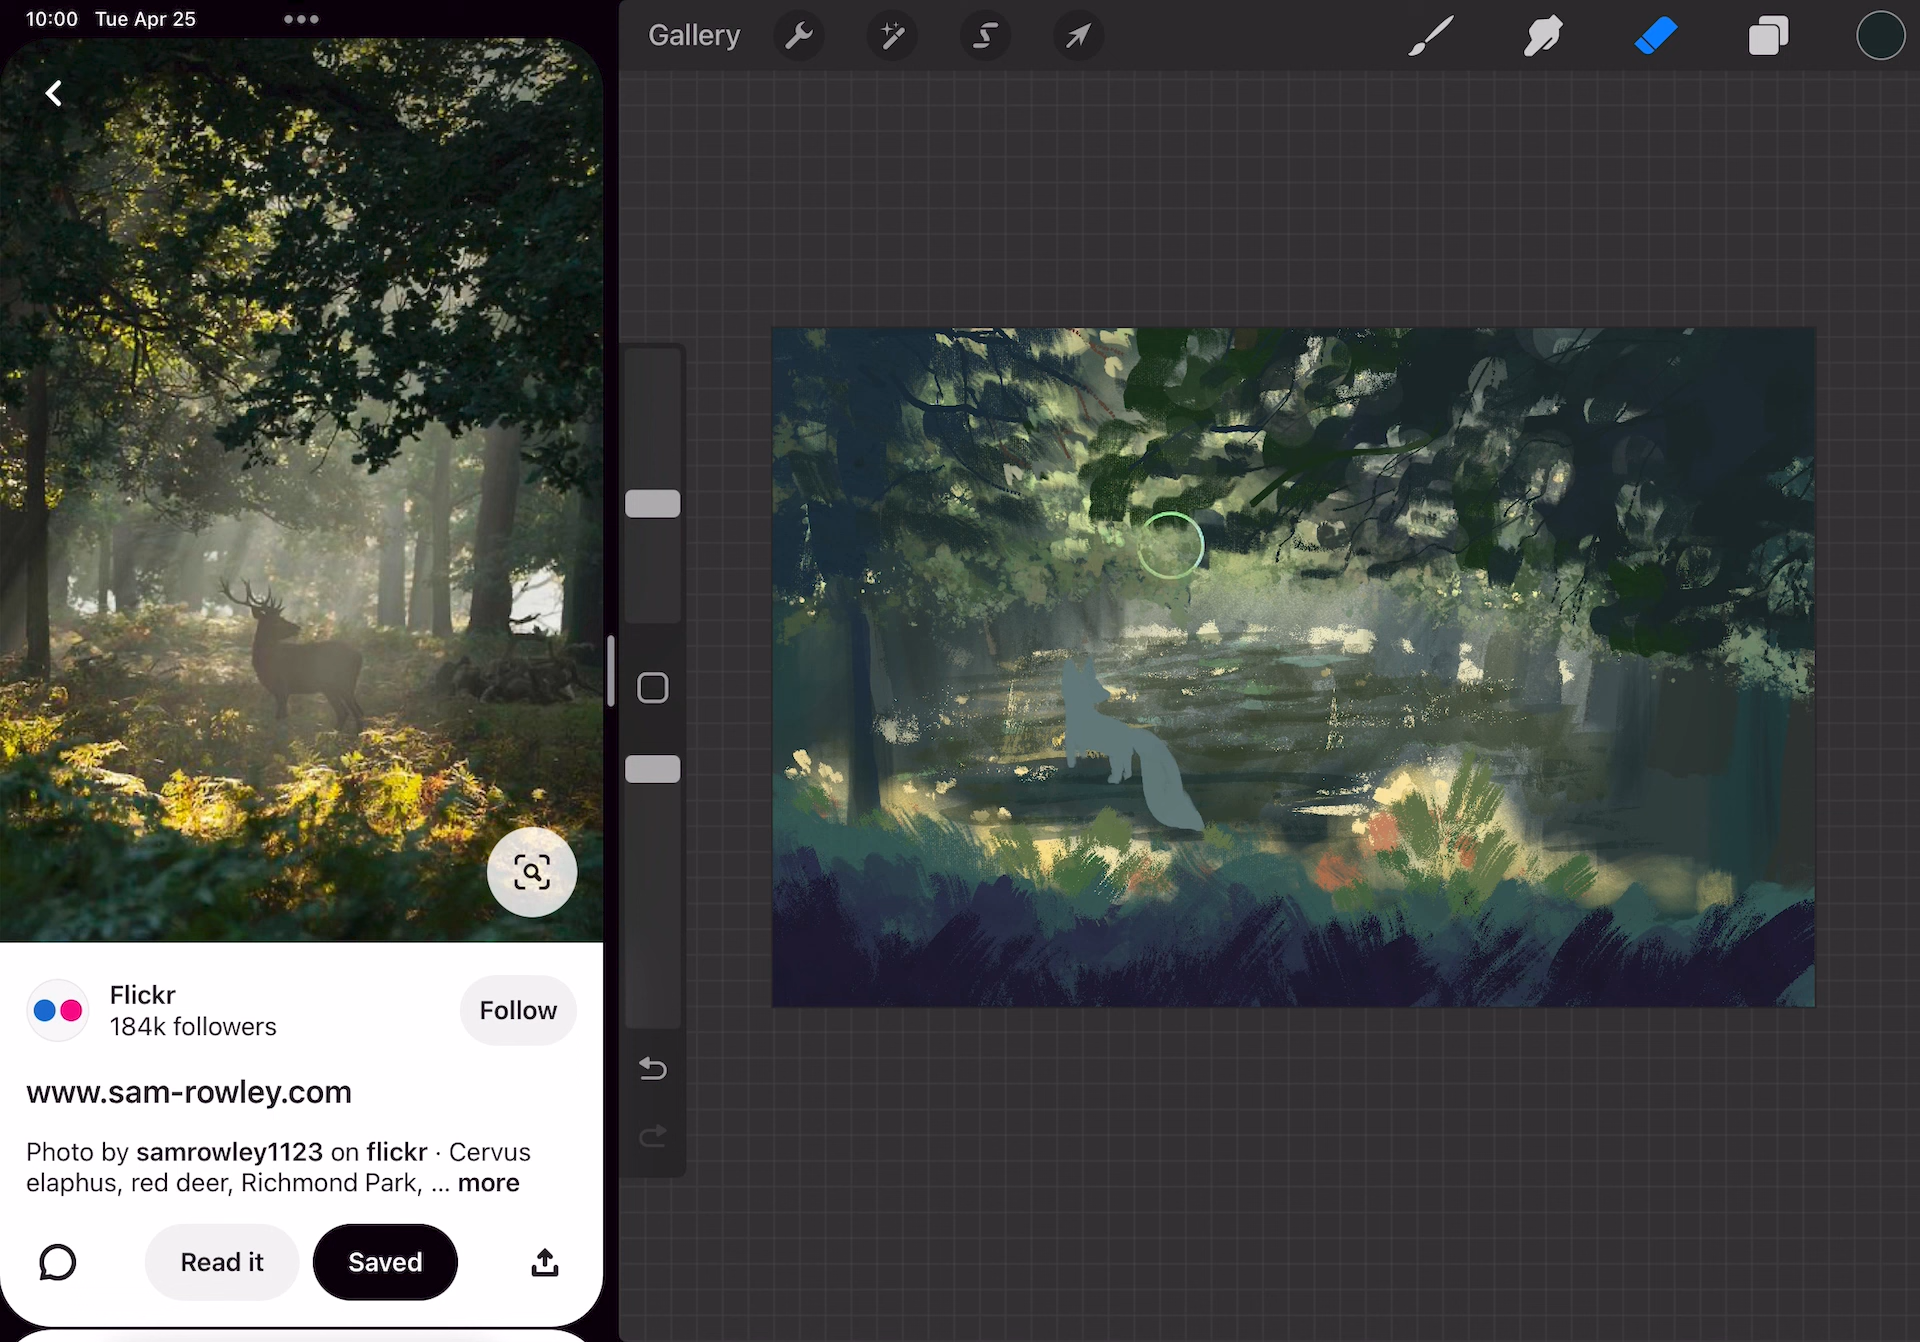 10:00 Tue Apr 25
Gallery
Flickr
184k followers
Follow
www.sam-rowley.com
Photo by samrowley1123 on flickr · Cervus
elaphus, red deer, Richmond Park, ... more
Read it
Saved